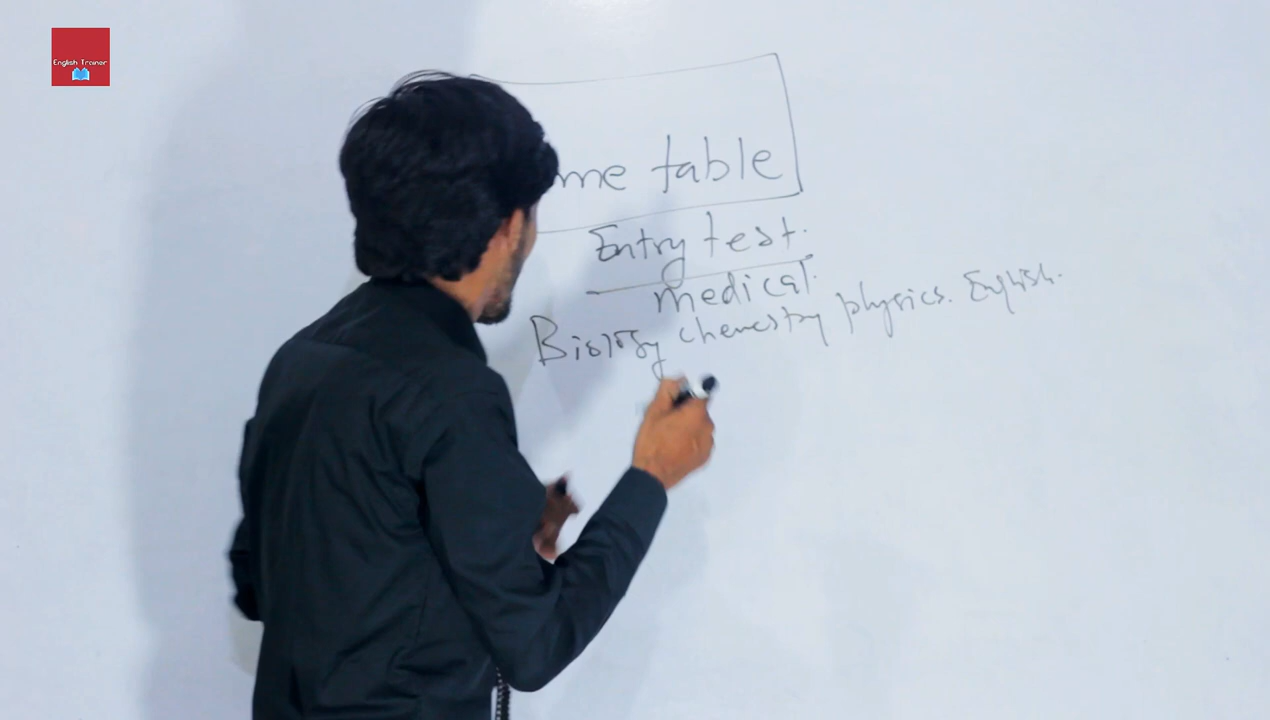 English Trainer
me table
Entry test.
medical.
Biology chemestry physics. English.